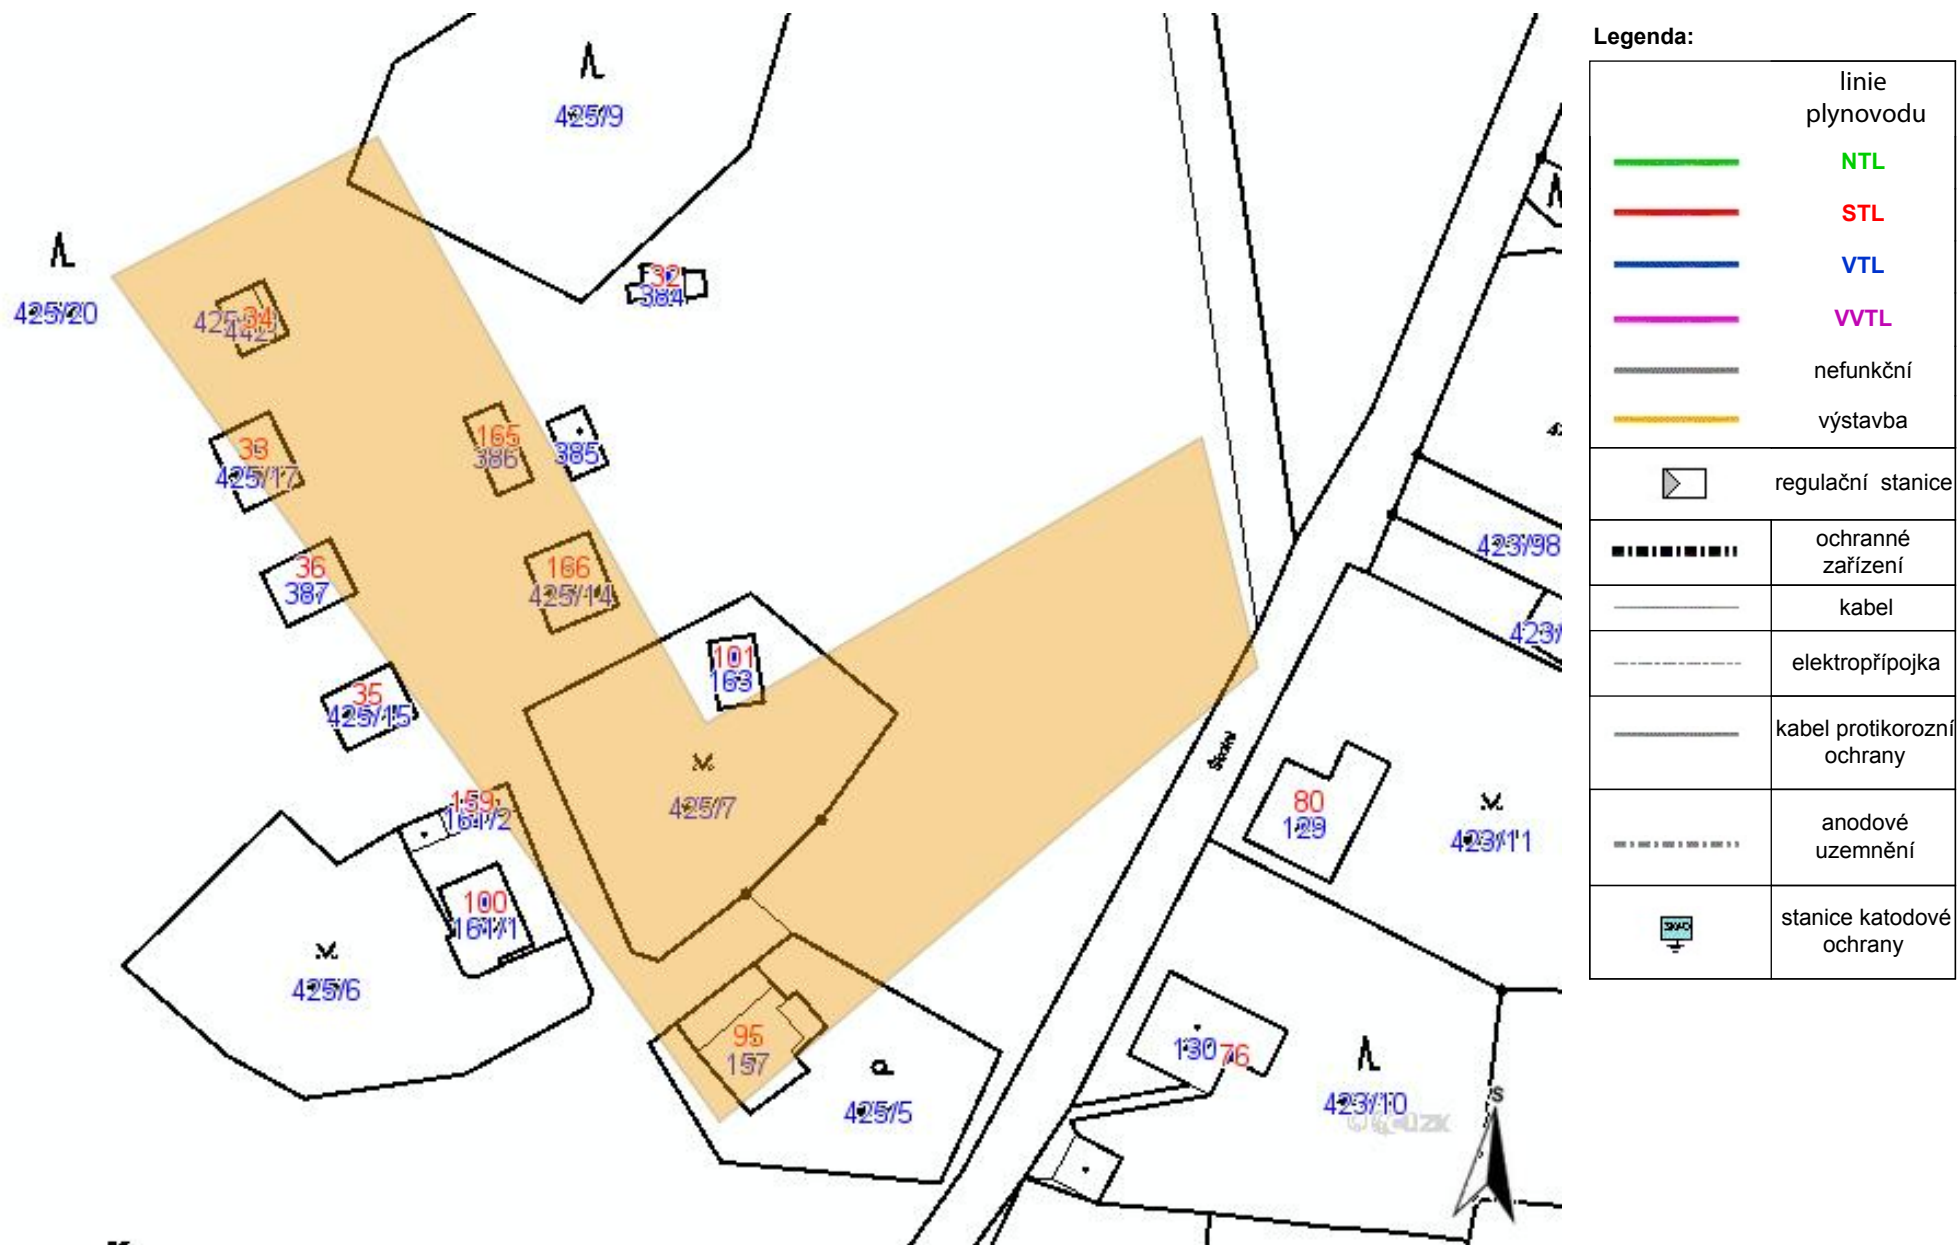 Legenda:
linie
plynovodu
NTL
STL
VTL
VVTL
nefunkční
výstavba
regulační stanice
ochranné
zařízení
kabel
elektropřípojka
kabel protikorozní
ochrany
anodové
uzemnění
stanice katodové
ochrany
425/9
425/20
32
384
34
442
33
425/17
165
386
385
36
387
166
425/14
101
163
35
425/15
425/7
159
161/2
100
161/1
425/6
95
157
425/5
Školní
423/98
80
129
423/11
130 76
423/10
S